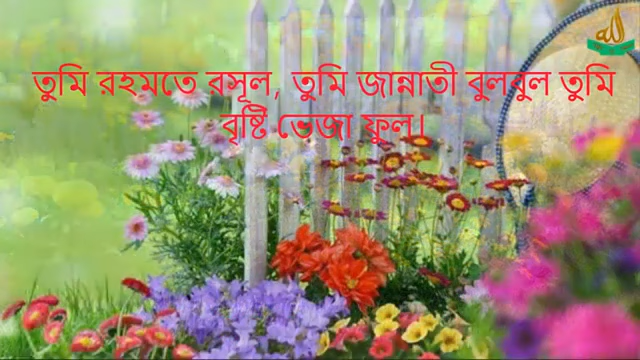 তুমি রহমতে রসূল, তুমি জান্নাতী বুলবুল তুমি
বৃষ্টি ভেজা ফুল।